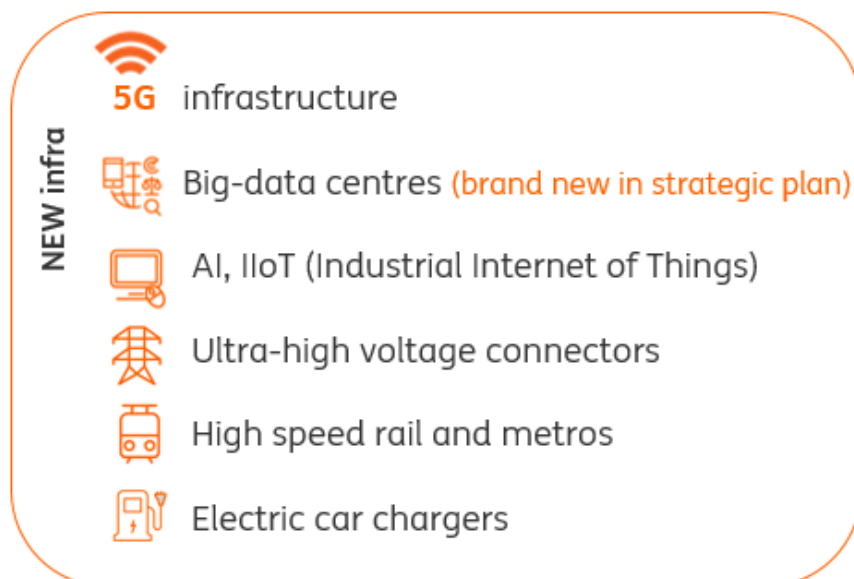 NEW infra
5G infrastructure
Big-data centres (brand new in strategic plan)
AI, IIoT (Industrial Internet of Things)
Ultra-high voltage connectors
High speed rail and metros
Electric car chargers